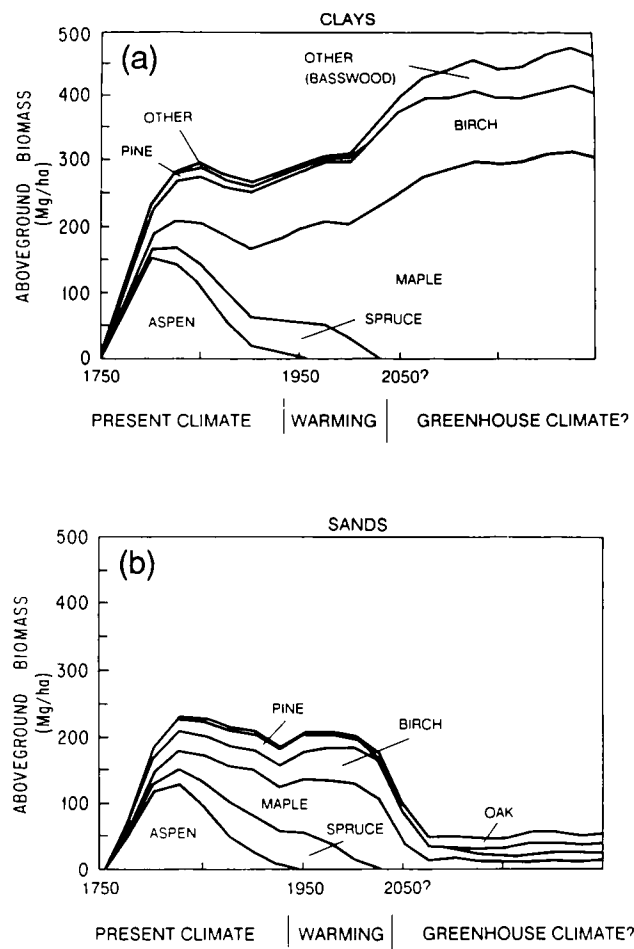 CLAYS
(a)
500
400
300
200
100
0
ABOVEGROUND BIOMASS
(Mg/ha)
OTHER
(BASSWOOD)
OTHER
PINE
BIRCH
MAPLE
ASPEN
SPRUCE
1750 1950 2050?
PRESENT CLIMATE WARMING GREENHOUSE CLIMATE?
SANDS
(b)
500
400
300
200
100
0
ABOVEGROUND BIOMASS
(Mg/ha)
PINE
BIRCH
MAPLE
OAK
ASPEN
SPRUCE
1750 1950 2050?
PRESENT CLIMATE WARMING GREENHOUSE CLIMATE?